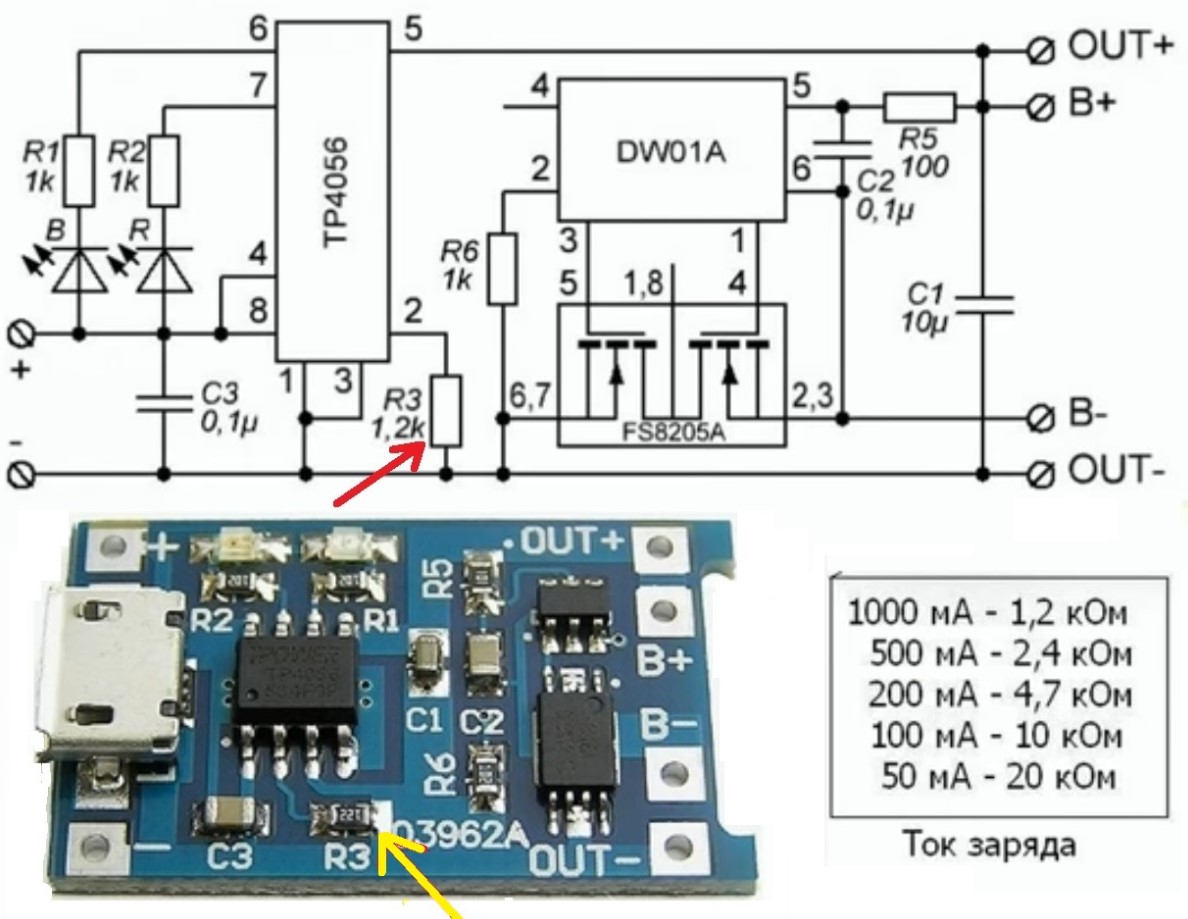 6
5
OUT+
7
4
5
B+
R1
1k
R2
1k
TP4056
DW01A
R5
100
2
6
C2
0,1µ
B
R
4
R6
1k
3
1
5
1,8
4
8
2
C1
10µ
+
1
3
C3
0,1µ
R3
1,2k
6,7
2,3
FS8205A
B-
-
OUT-
+
OUT+
R5
R2
R1
B+
TP4056
C1
C2
B-
R6
-
C3
R3
03962A
OUT-
1000 мА - 1,2 кОм
500 мА - 2,4 кОм
200 мА - 4,7 кОм
100 мА - 10 кОм
50 мА - 20 кОм
Ток заряда